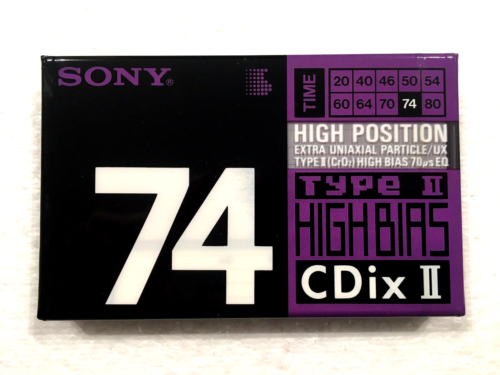 SONY®
74
TIME
20 40 46 50 54
60 64 70 74 80
HIGH POSITION
EXTRA UNIAXIAL PARTICLE/UX
TYPE II (CrO₂) HIGH BIAS 70μs EQ
TYPE II
HIGH BIAS
CDix II